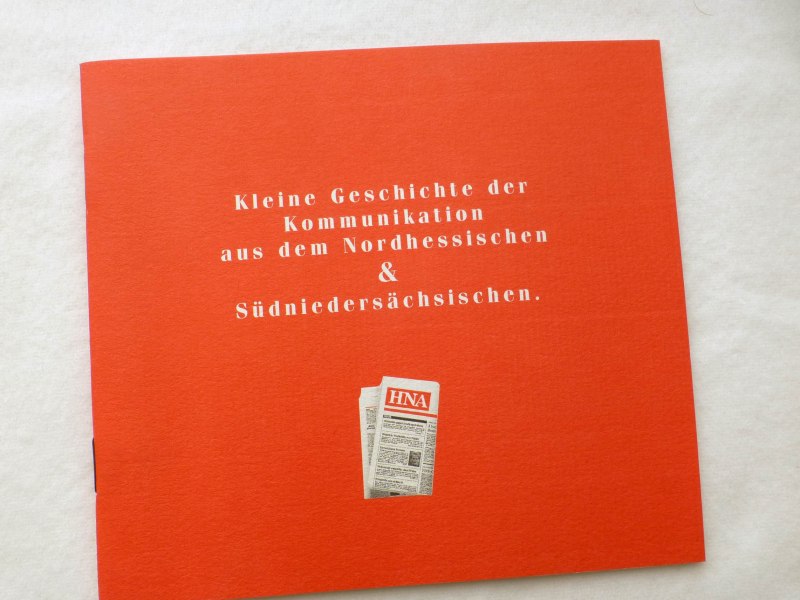 Kleine Geschichte der
Kommunikation
aus dem Nordhessischen
&
Südniedersächsischen.
HNA